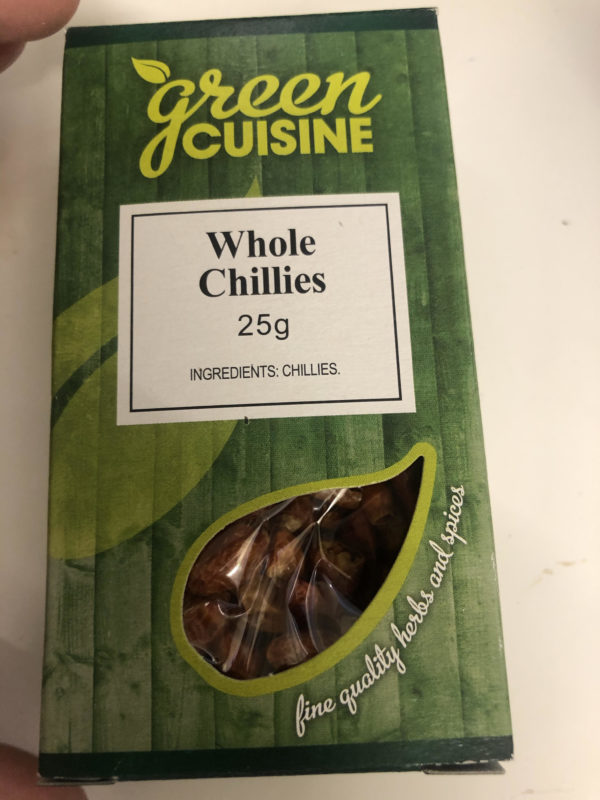 green
CUISINE
Whole
Chillies
25g
INGREDIENTS: CHILLIES.
fine quality herbs and spices